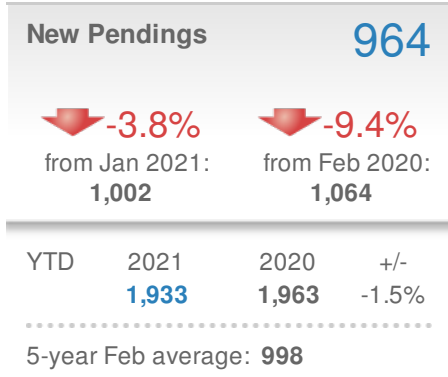 New Pendings 964
-3.8% -9.4%
from Jan 2021: from Feb 2020:
1,002 1,064
YTD 2021 2020 +/-
1,933 1,963 -1.5%
5-year Feb average: 998